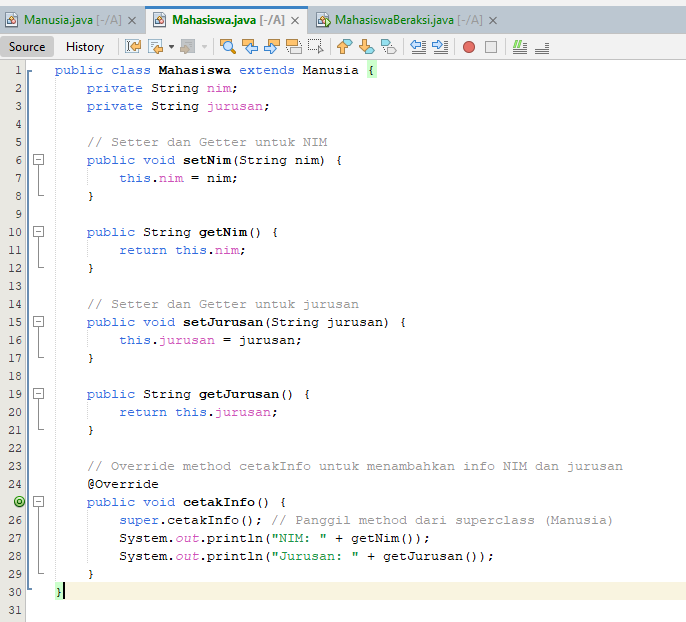 Manusia.java [-/A] Mahasiswa.java [-/A] MahasiswaBeraksi.java [-/A]
Source History
1 public class Mahasiswa extends Manusia {
2 private String nim;
3 private String jurusan;
4
5 // Setter dan Getter untuk NIM
6 public void setNim(String nim) {
7 this.nim = nim;
8 }
9
10 public String getNim() {
11 return this.nim;
12 }
13
14 // Setter dan Getter untuk jurusan
15 public void setJurusan(String jurusan) {
16 this.jurusan = jurusan;
17 }
18
19 public String getJurusan() {
20 return this.jurusan;
21 }
22
23 // Override method cetakInfo untuk menambahkan info NIM dan jurusan
24 @Override
public void cetakInfo() {
26 super.cetakInfo(); // Panggil method dari superclass (Manusia)
27 System.out.println("NIM: " + getNim());
28 System.out.println("Jurusan: " + getJurusan());
29 }
30 }
31